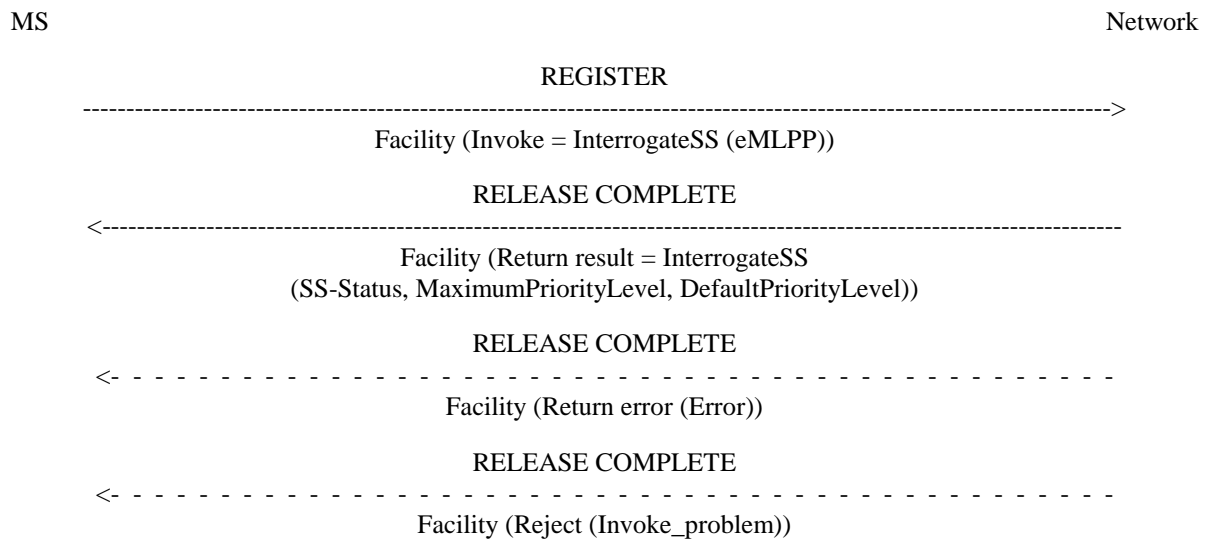 MS Network
REGISTER
------------------------------------------------------------------------------------------------------------------------>
Facility (Invoke = InterrogateSS (eMLPP))
RELEASE COMPLETE
<------------------------------------------------------------------------------------------------------------------------
Facility (Return result = InterrogateSS
(SS-Status, MaximumPriorityLevel, DefaultPriorityLevel))
RELEASE COMPLETE
<- - - - - - - - - - - - - - - - - - - - - - - - - - - - - - - - - - - - - - - - - - - - - -
Facility (Return error (Error))
RELEASE COMPLETE
<- - - - - - - - - - - - - - - - - - - - - - - - - - - - - - - - - - - - - - - - - - - - - -
Facility (Reject (Invoke_problem))